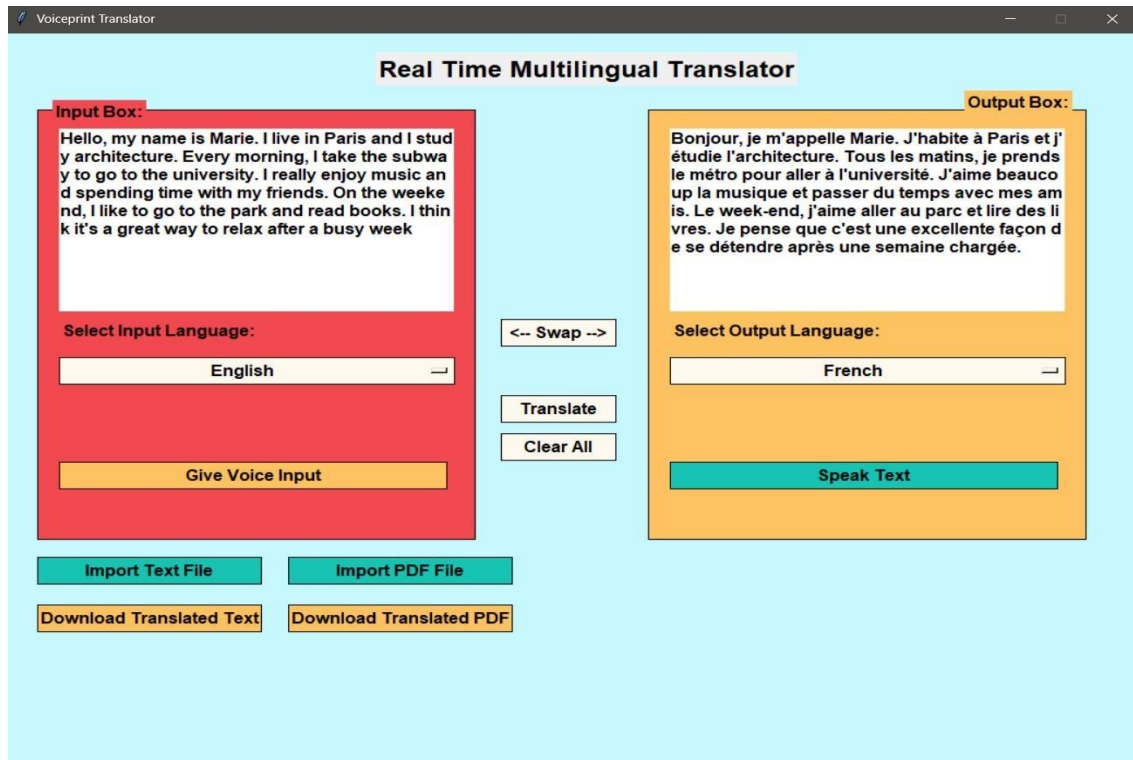 Voiceprint Translator
Real Time Multilingual Translator
Input Box:
Hello, my name is Marie. I live in Paris and I stud
y architecture. Every morning, I take the subwa
y to go to the university. I really enjoy music an
d spending time with my friends. On the weeke
nd, I like to go to the park and read books. I thin
k it's a great way to relax after a busy week
Select Input Language:
English
Give Voice Input
<-- Swap -->
Translate
Clear All
Output Box:
Bonjour, je m'appelle Marie. J'habite à Paris et j'
étudie l'architecture. Tous les matins, je prends
le métro pour aller à l'université. J'aime beauco
up la musique et passer du temps avec mes am
is. Le week-end, j'aime aller au parc et lire des li
vres. Je pense que c'est une excellente façon d
e se détendre après une semaine chargée.
Select Output Language:
French
Speak Text
Import Text File
Import PDF File
Download Translated Text
Download Translated PDF